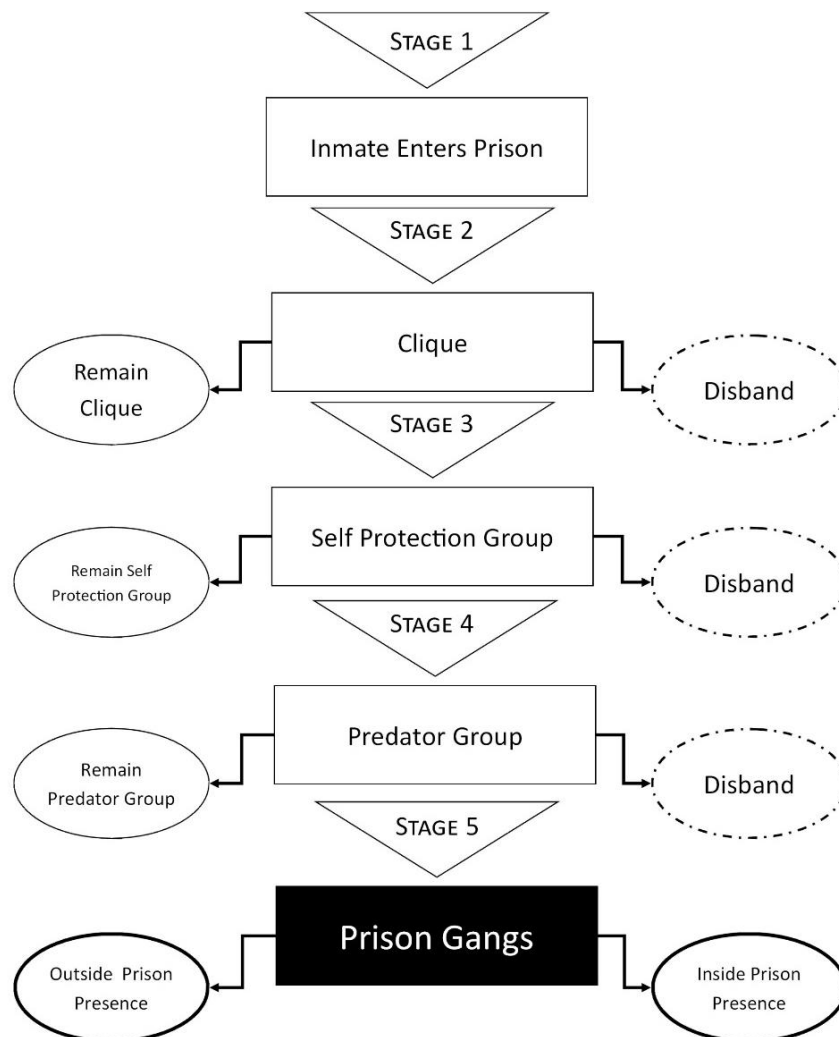 STAGE 1
Inmate Enters Prison
STAGE 2
Clique
Remain
Clique
Disband
STAGE 3
Self Protection Group
Remain Self
Protection Group
Disband
STAGE 4
Predator Group
Remain
Predator Group
Disband
STAGE 5
Prison Gangs
Outside Prison
Presence
Inside Prison
Presence